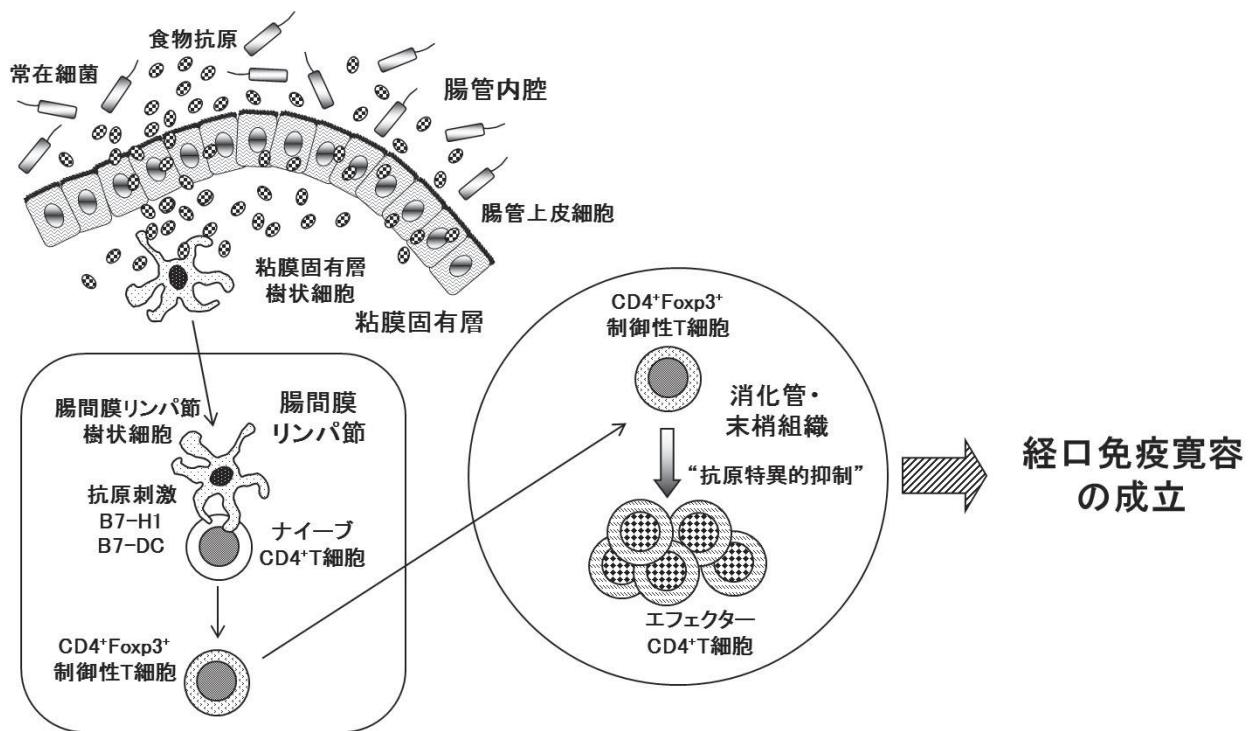 食物抗原
常在細菌
腸管内腔
腸管上皮細胞
粘膜固有層
樹状細胞
粘膜固有層
腸間膜リンパ節
樹状細胞
腸間膜
リンパ節
抗原刺激
B7-H1
B7-DC
ナイーブ
CD4⁺T細胞
CD4⁺Foxp3⁺
制御性T細胞
CD4⁺Foxp3⁺
制御性T細胞
消化管・
末梢組織
“抗原特異的抑制”
エフェクター
CD4⁺T細胞
経口免疫寛容
の成立